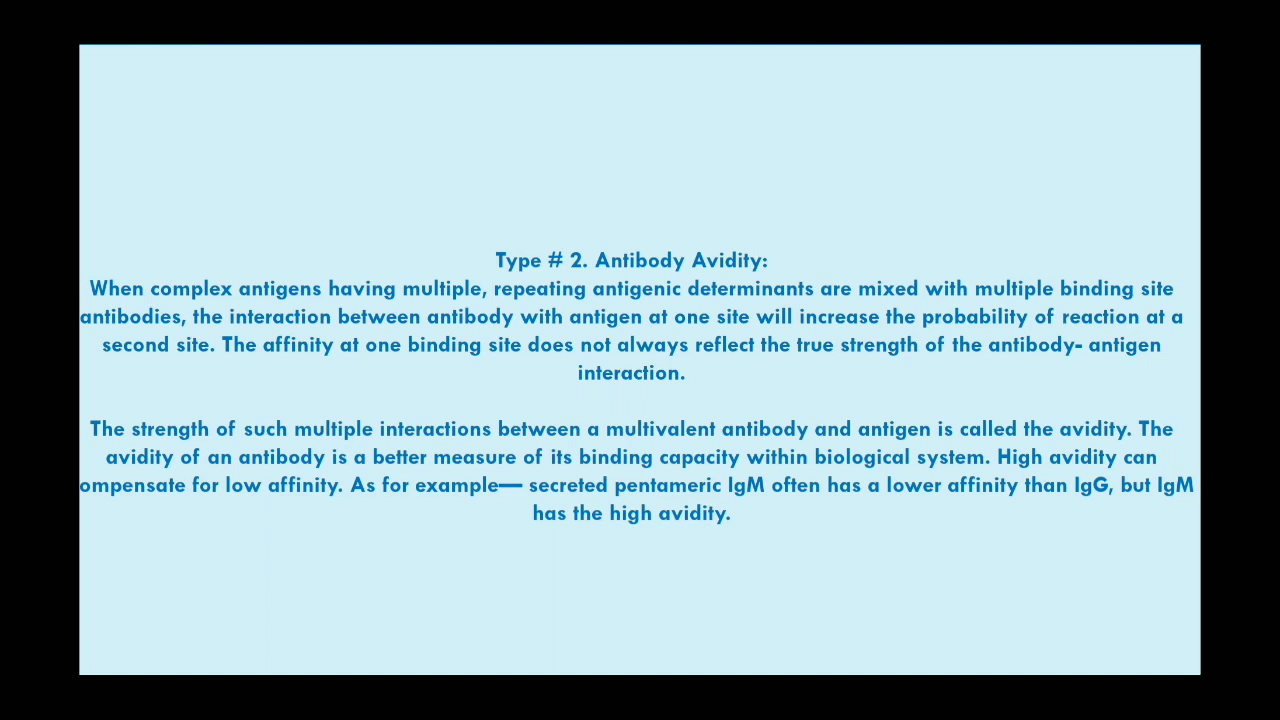 Type # 2. Antibody Avidity:
When complex antigens having multiple, repeating antigenic determinants are mixed with multiple binding site
antibodies, the interaction between antibody with antigen at one site will increase the probability of reaction at a
second site. The affinity at one binding site does not always reflect the true strength of the antibody- antigen
interaction.
The strength of such multiple interactions between a multivalent antibody and antigen is called the avidity. The
avidity of an antibody is a better measure of its binding capacity within biological system. High avidity can
ompensate for low affinity. As for example— secreted pentameric IgM often has a lower affinity than IgG, but IgM
has the high avidity.